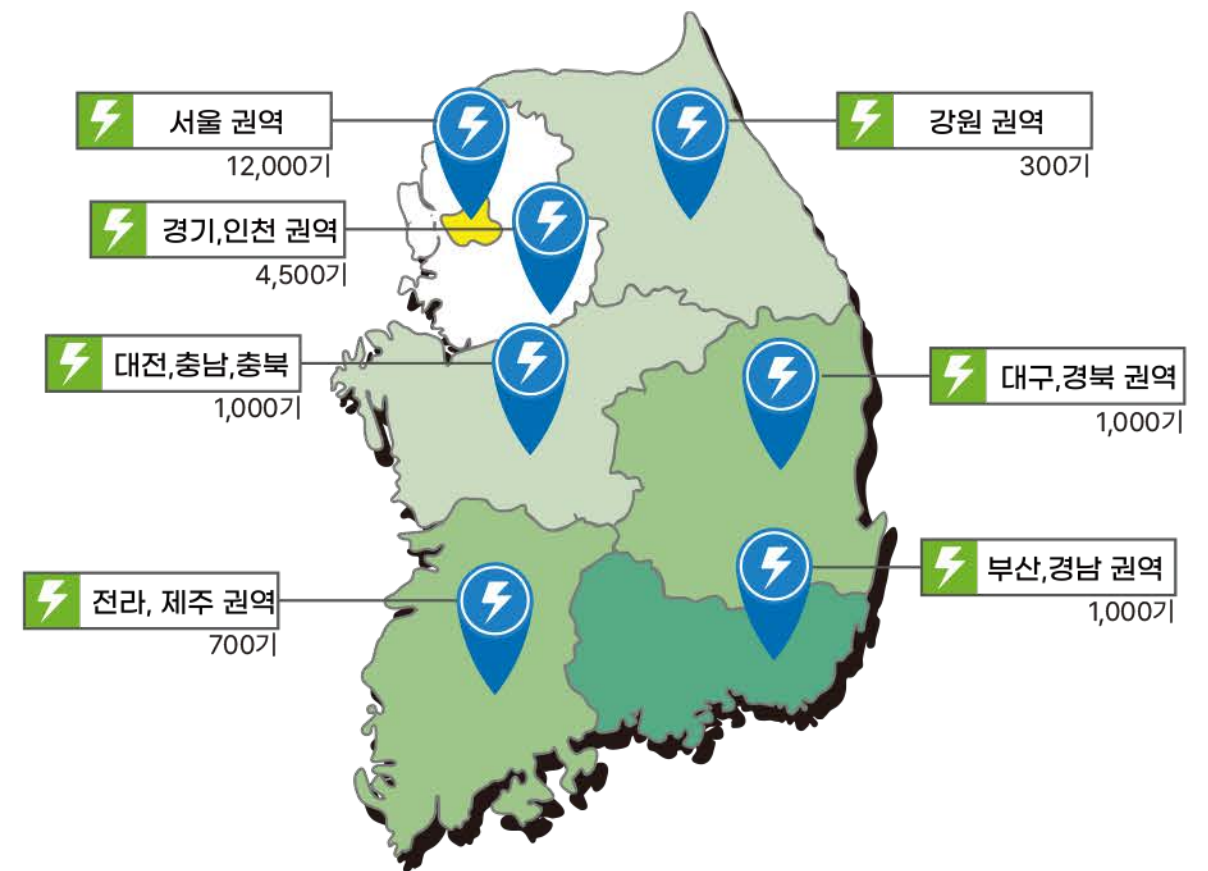 서울 권역
12,000기
강원 권역
300기
경기,인천 권역
4,500기
대전,충남,충북
1,000기
대구,경북 권역
1,000기
부산,경남 권역
1,000기
전라, 제주 권역
700기